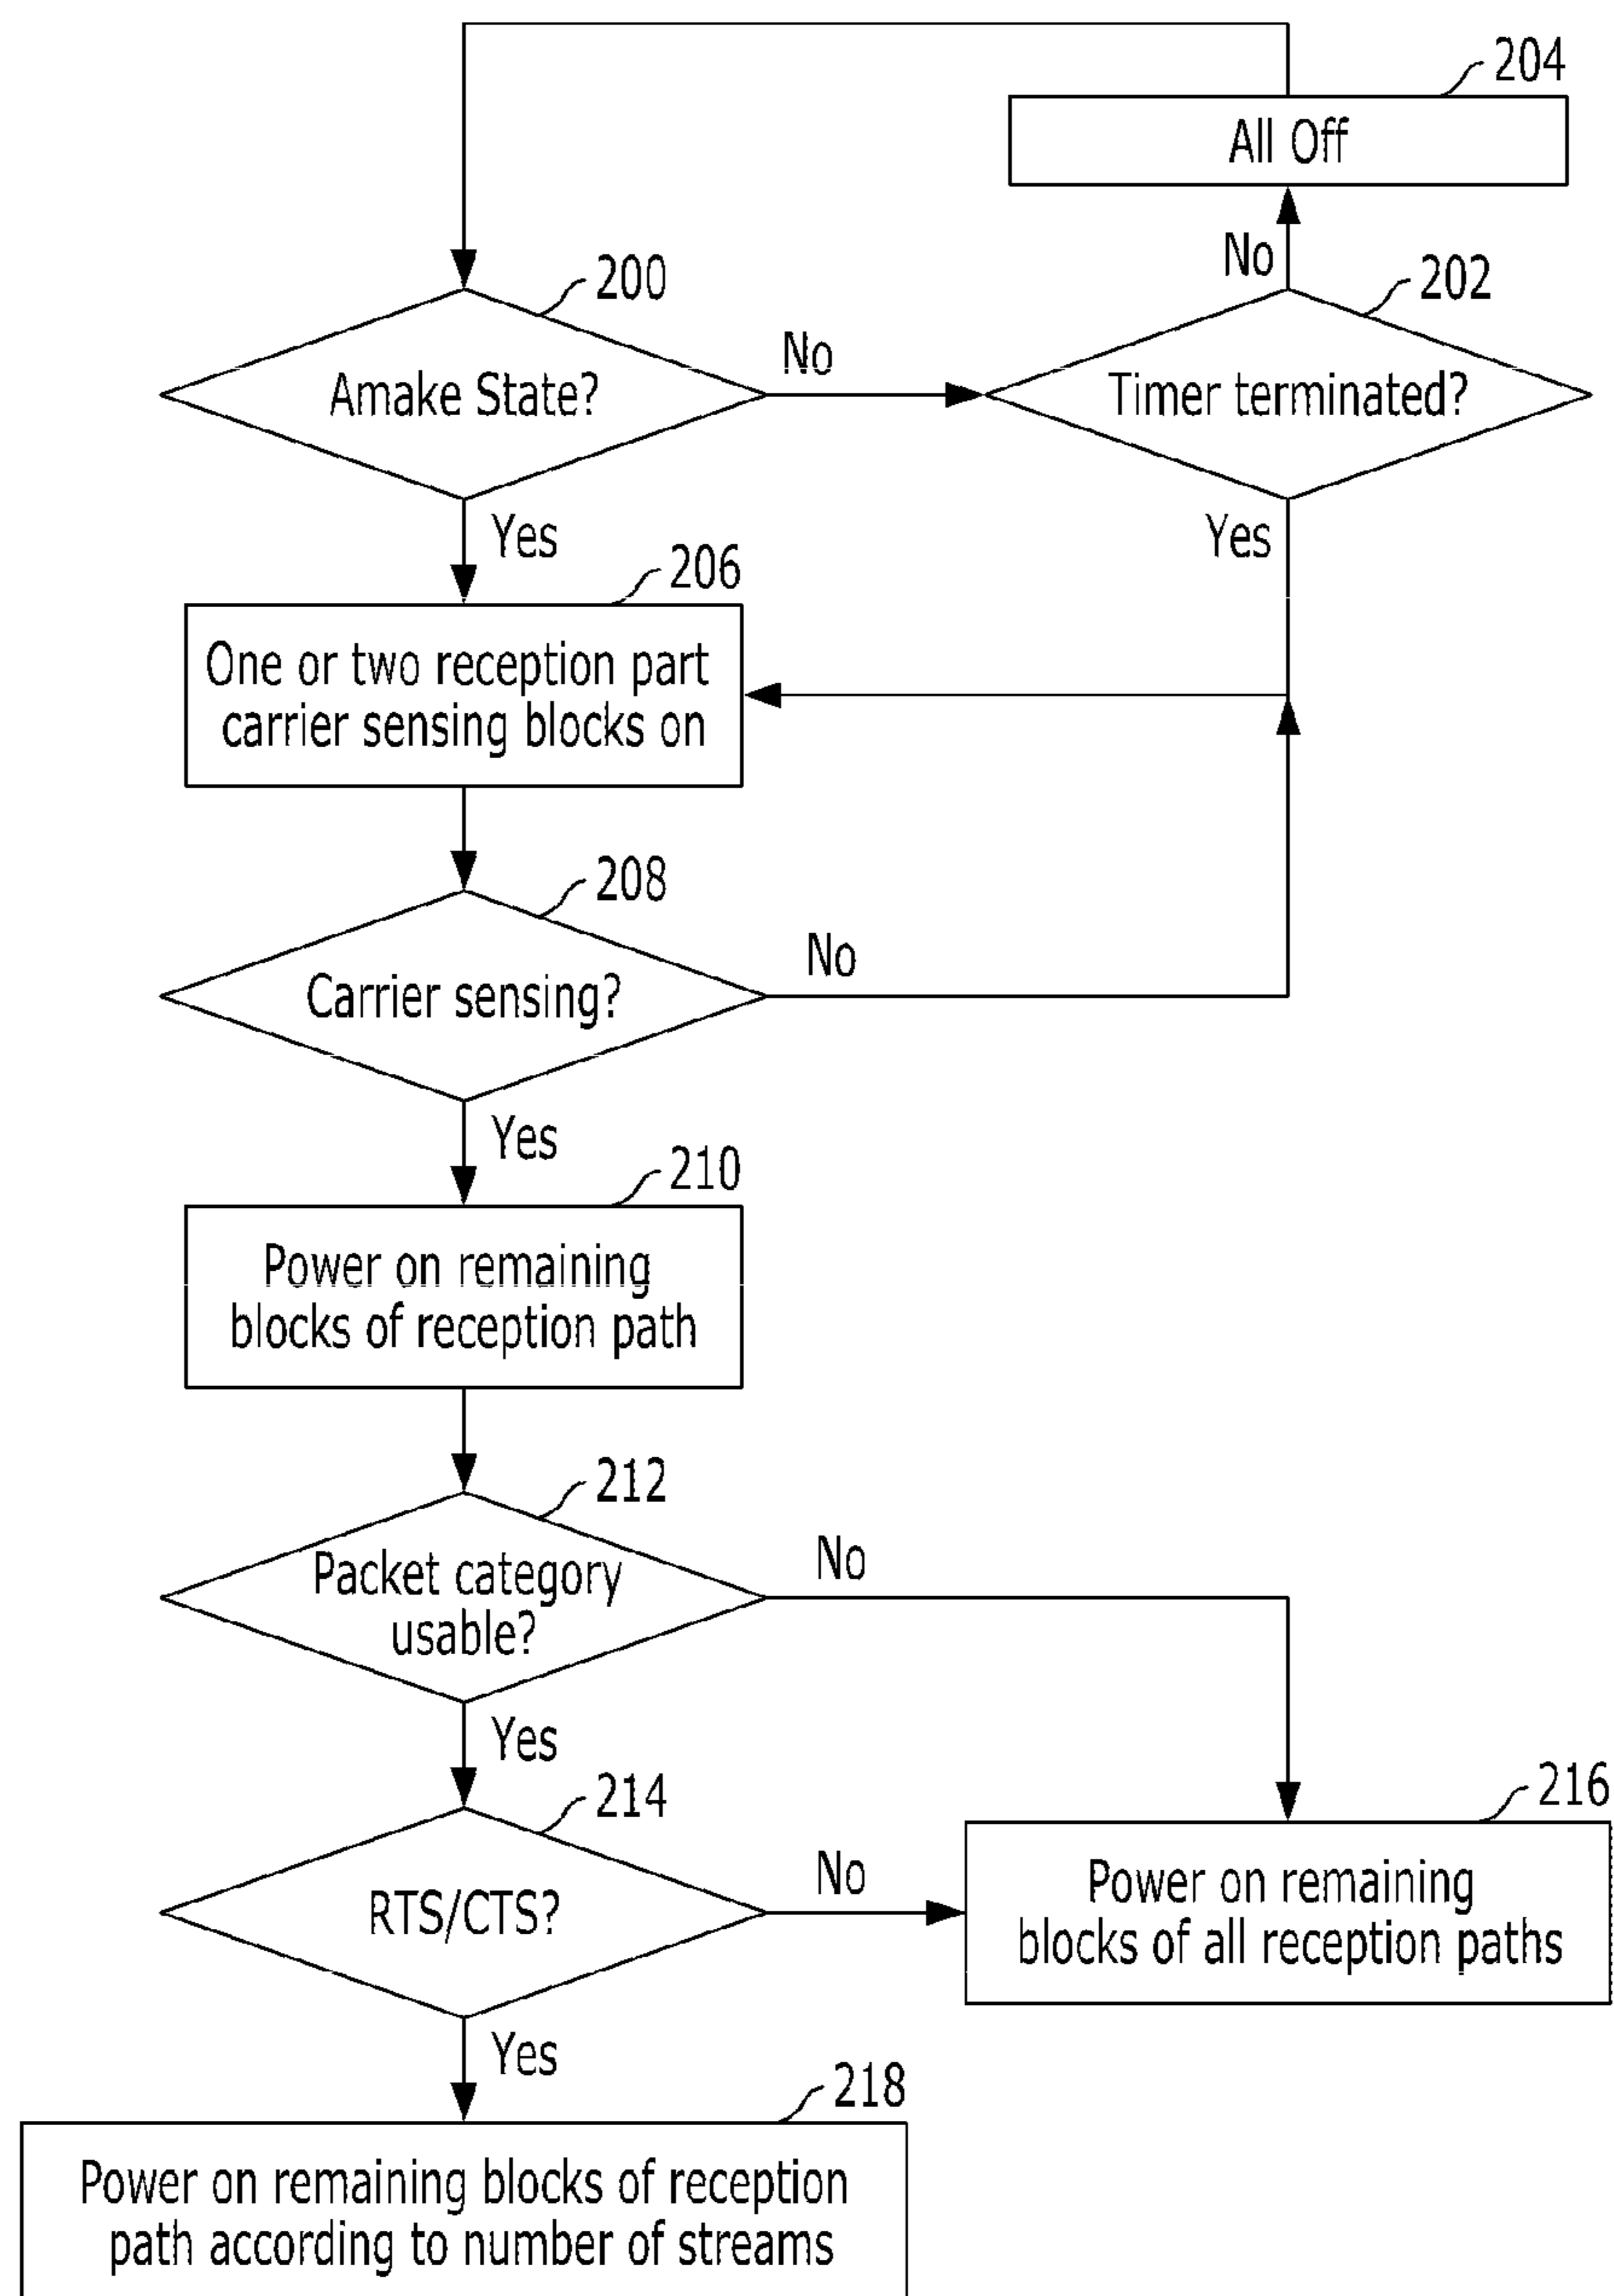 204
All Off
No
200
202
Amake State?
No
Timer terminated?
Yes
Yes
206
One or two reception part
carrier sensing blocks on
208
Carrier sensing?
No
Yes
210
Power on remaining
blocks of reception path
212
Packet category
usable?
No
Yes
214
216
RTS/CTS?
No
Power on remaining
blocks of all reception paths
Yes
218
Power on remaining blocks of reception
path according to number of streams